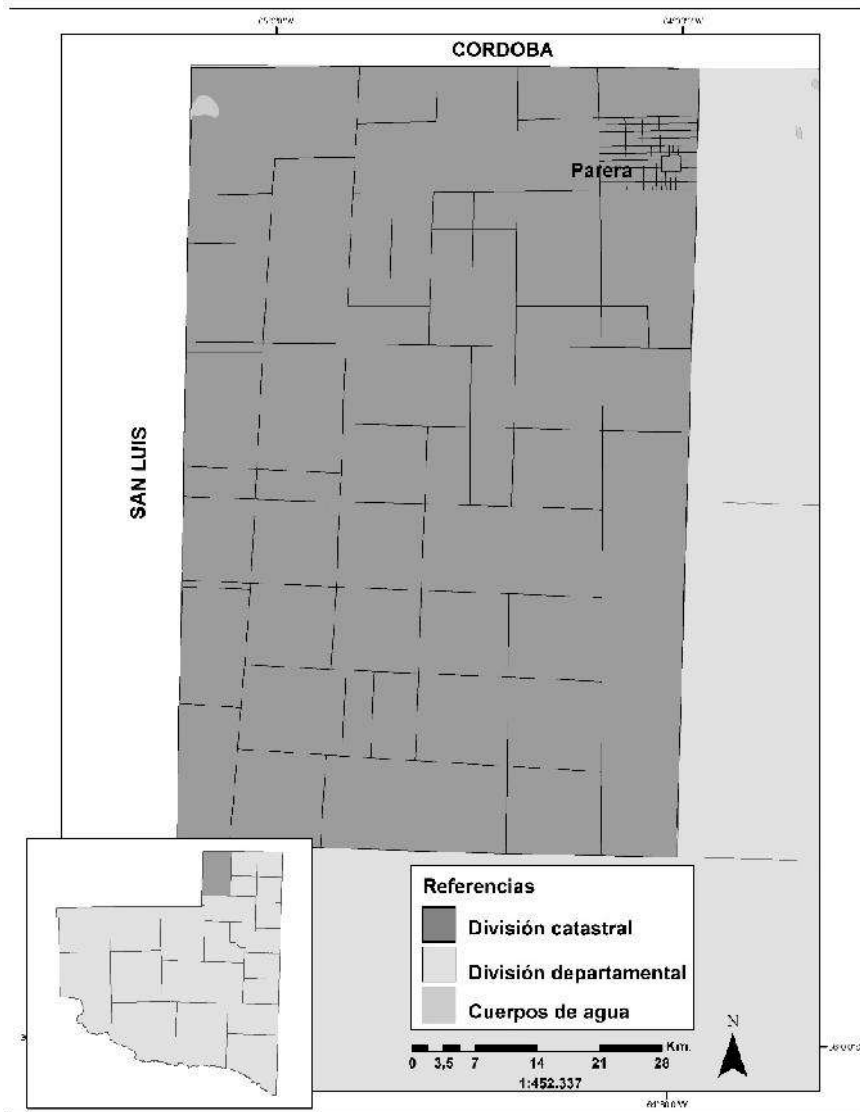 CORDOBA
Parera
SAN LUIS
Referencias
División catastral
División departamental
Cuerpos de agua
N
Km.
0 3,5 7 14 21 28
1:452.337